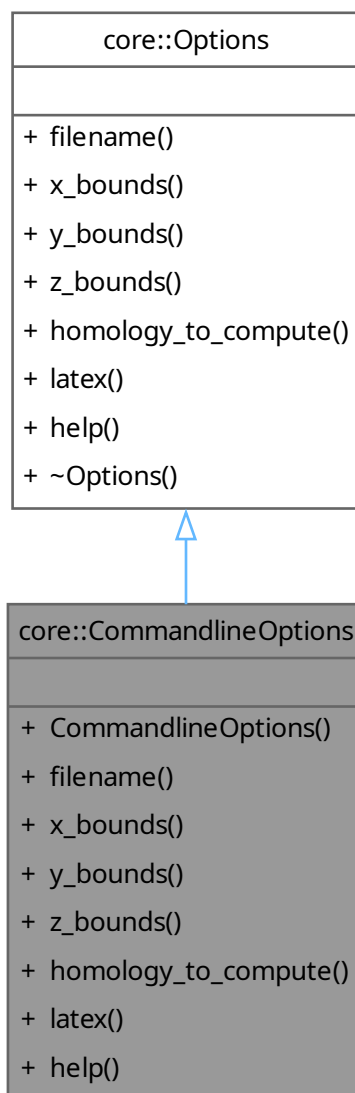 core::Options
+ filename()
+ x_bounds()
+ y_bounds()
+ z_bounds()
+ homology_to_compute()
+ latex()
+ help()
+ ~Options()
core::CommandlineOptions
+ CommandlineOptions()
+ filename()
+ x_bounds()
+ y_bounds()
+ z_bounds()
+ homology_to_compute()
+ latex()
+ help()